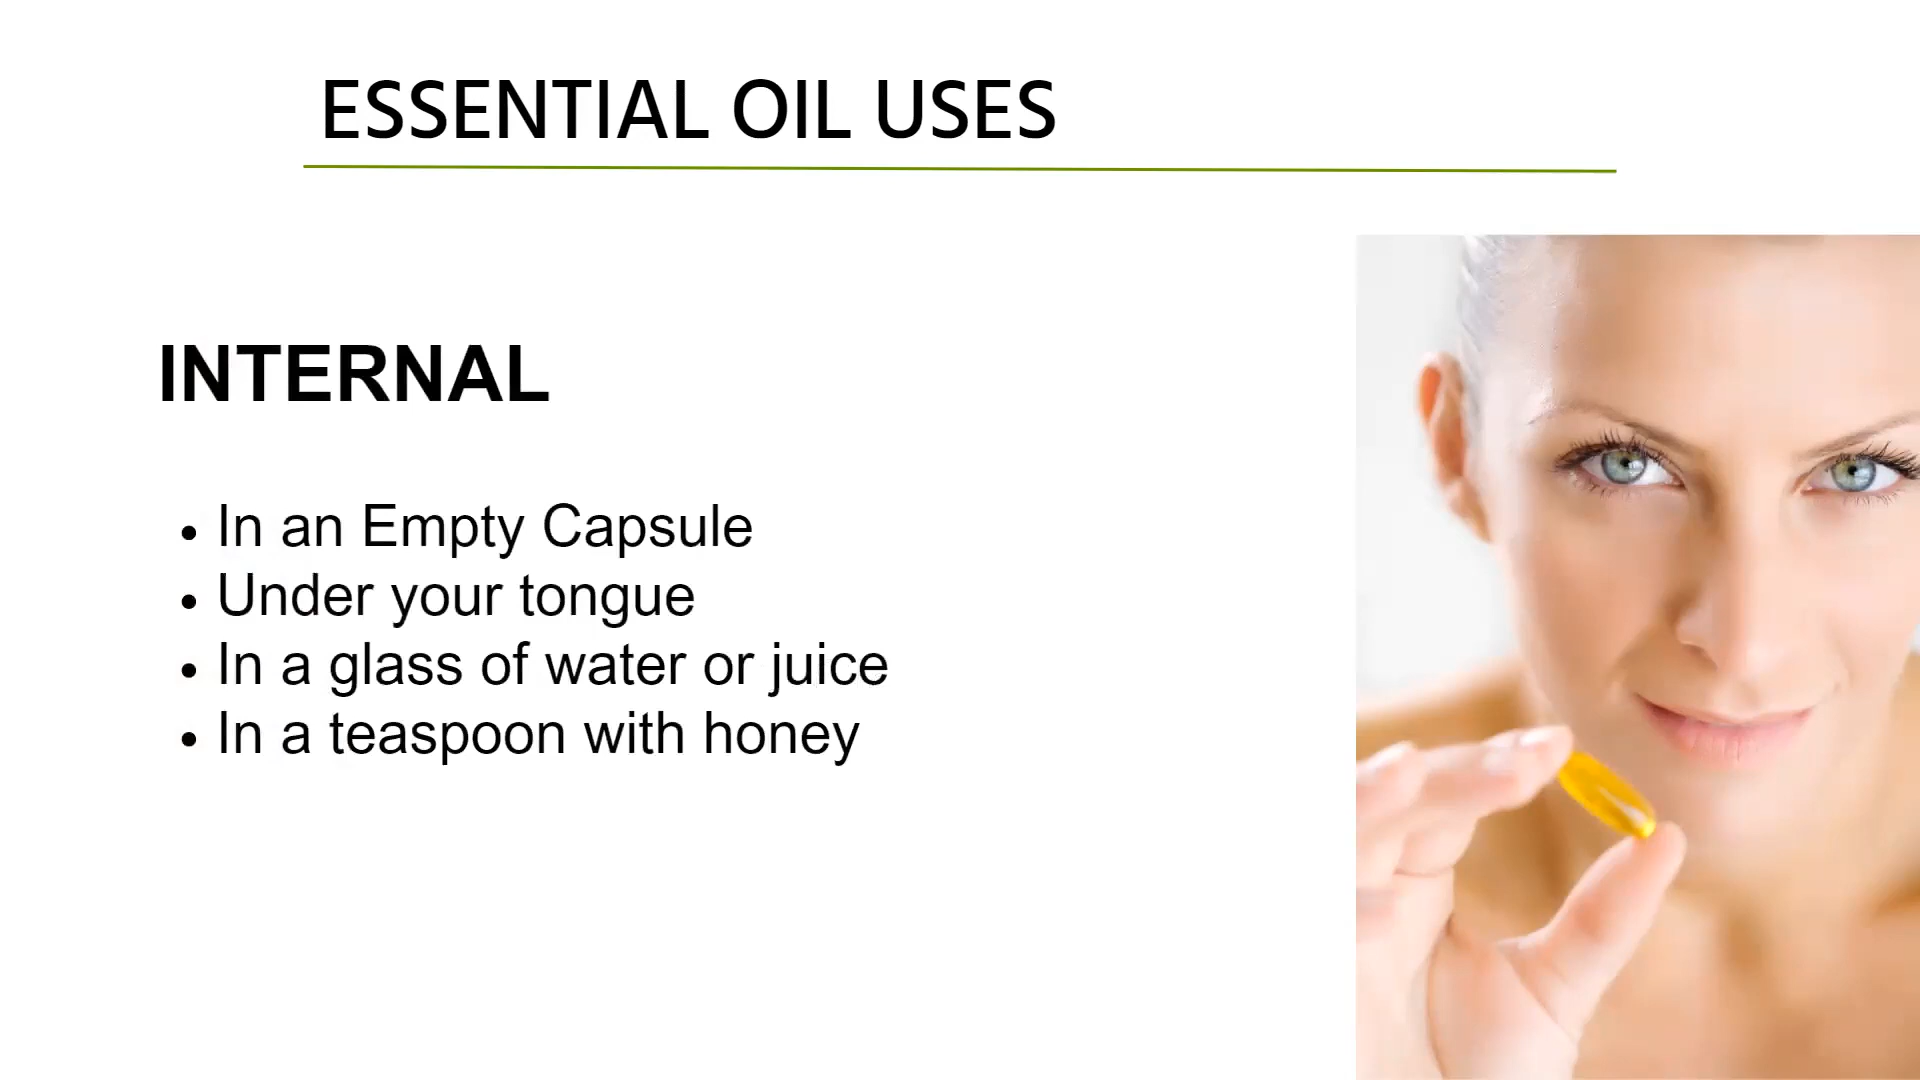 ESSENTIAL OIL USES
INTERNAL
• In an Empty Capsule
• Under your tongue
• In a glass of water or juice
• In a teaspoon with honey